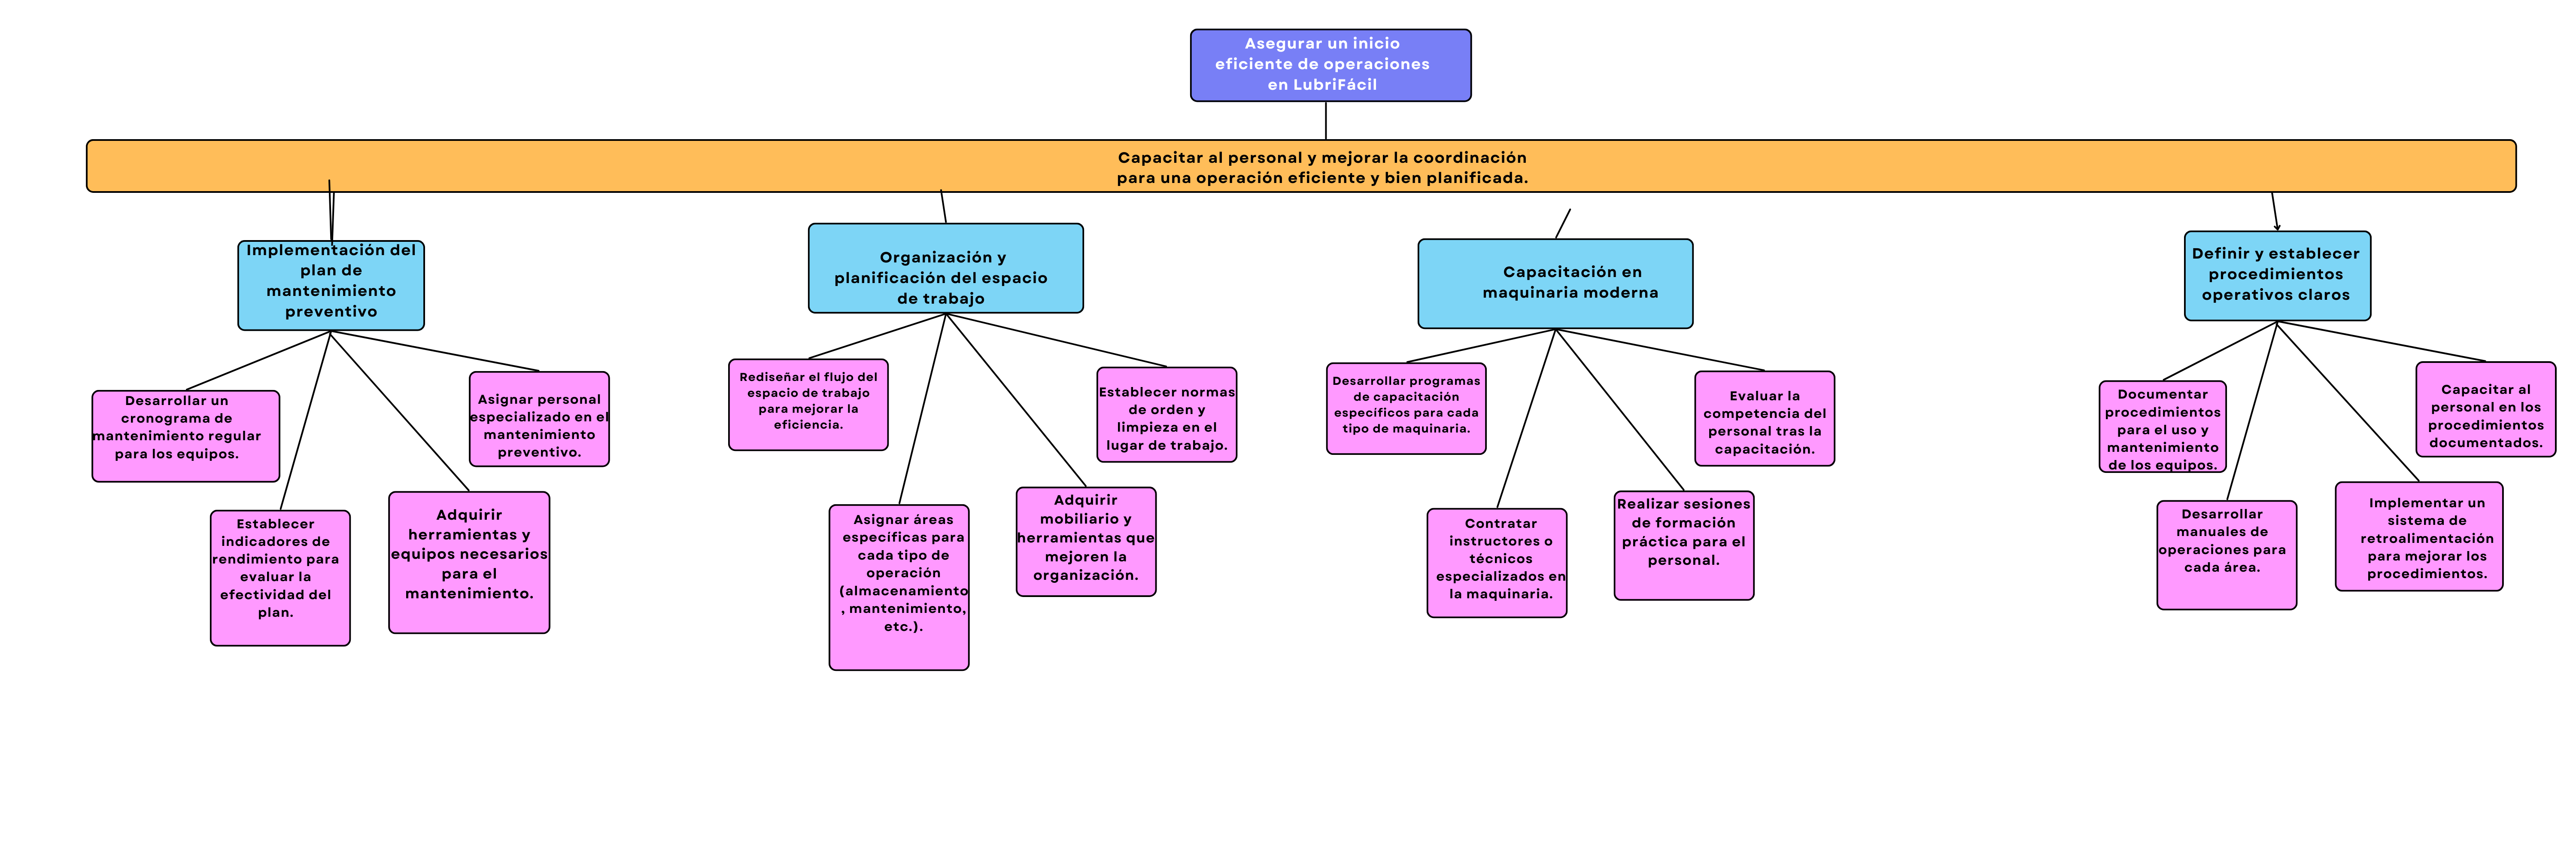 Asegurar un inicio
eficiente de operaciones
en LubriFácil
Capacitar al personal y mejorar la coordinación
para una operación eficiente y bien planificada.
Implementación del
plan de
mantenimiento
preventivo
Organización y
planificación del espacio
de trabajo
Capacitación en
maquinaria moderna
Definir y establecer
procedimientos
operativos claros
Desarrollar un
cronograma de
mantenimiento regular
para los equipos.
Establecer
indicadores de
rendimiento para
evaluar la
efectividad del
plan.
Adquirir
herramientas y
equipos necesarios
para el
mantenimiento.
Asignar personal
especializado en el
mantenimiento
preventivo.
Rediseñar el flujo del
espacio de trabajo
para mejorar la
eficiencia.
Asignar áreas
específicas para
cada tipo de
operación
(almacenamiento
, mantenimiento,
etc.).
Adquirir
mobiliario y
herramientas que
mejoren la
organización.
Establecer normas
de orden y
limpieza en el
lugar de trabajo.
Desarrollar programas
de capacitación
específicos para cada
tipo de maquinaria.
Contratar
instructores o
técnicos
especializados en
la maquinaria.
Realizar sesiones
de formación
práctica para el
personal.
Evaluar la
competencia del
personal tras la
capacitación.
Documentar
procedimientos
para el uso y
mantenimiento
de los equipos.
Desarrollar
manuales de
operaciones para
cada área.
Implementar un
sistema de
retroalimentación
para mejorar los
procedimientos.
Capacitar al
personal en los
procedimientos
documentados.